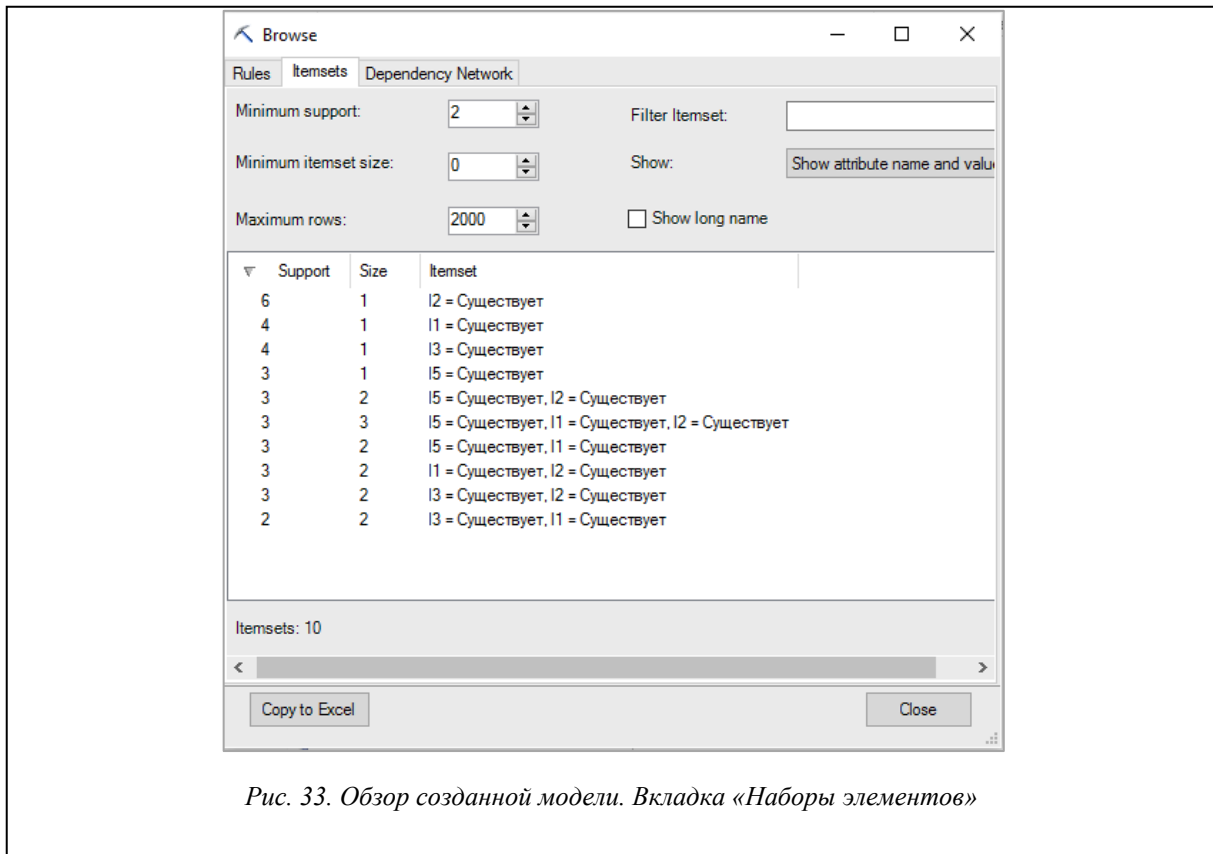 Browse
Rules Itemsets Dependency Network
Minimum support: 2 Filter Itemset:
Minimum itemset size: 0 Show: Show attribute name and valu
Maximum rows: 2000 Show long name
Support Size Itemset
6 1 I2 = Существует
4 1 I1 = Существует
4 1 I3 = Существует
3 1 I5 = Существует
3 2 I5 = Существует, I2 = Существует
3 3 I5 = Существует, I1 = Существует, I2 = Существует
3 2 I5 = Существует, I1 = Существует
3 2 I1 = Существует, I2 = Существует
3 2 I3 = Существует, I2 = Существует
2 2 I3 = Существует, I1 = Существует
Itemsets: 10
Copy to Excel Close
Рис. 33. Обзор созданной модели. Вкладка «Наборы элементов»